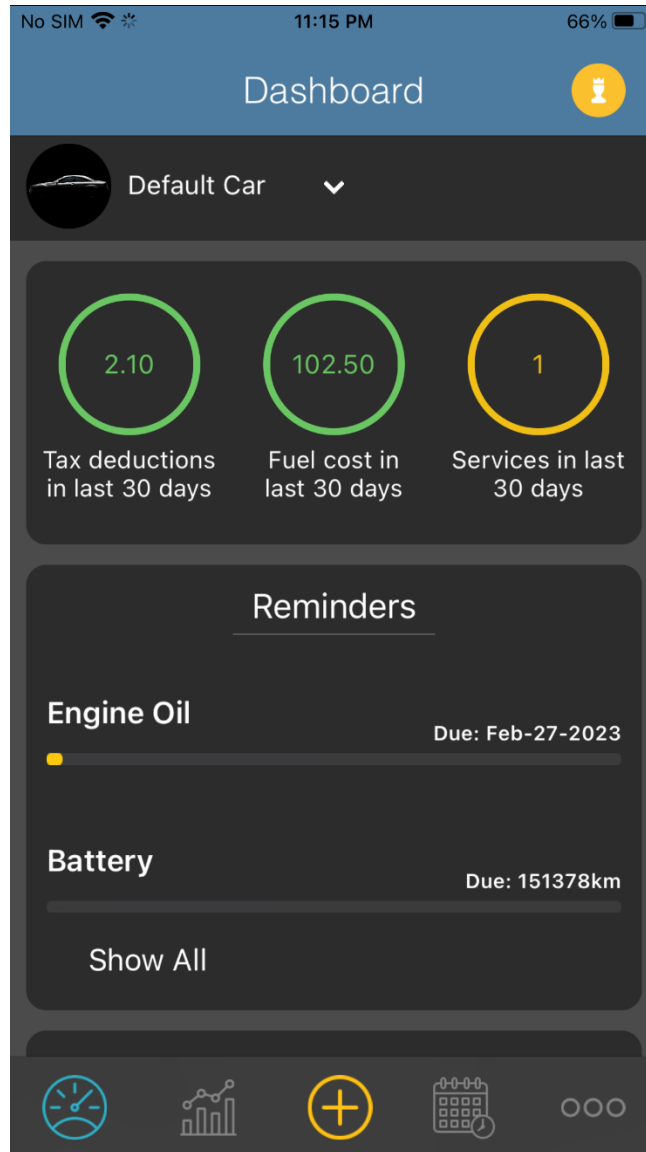 No SIM 11:15 PM 66%
Dashboard
Default Car
2.10 102.50 1
Tax deductions
in last 30 days
Fuel cost in
last 30 days
Services in last
30 days
Reminders
Engine Oil
Due: Feb-27-2023
Battery
Due: 151378km
Show All